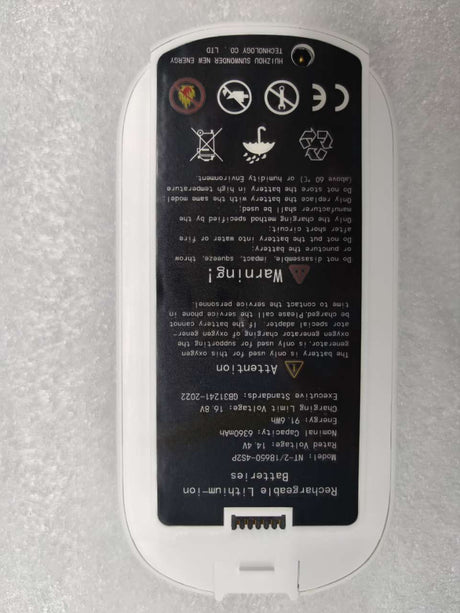 Rechargeable Lithium-ion
Batteries
Model: NT-2/18650-4S2P
Rated Voltage: 14.4V
Nominal Capacity: 6360mAh
Energy: 91.6Wh
Charging Limit Voltage: 16.8V
Executive Standards: GB31241-2022
Attention
The battery is only used for this oxygen
generator, is only used for supporting the
oxygen generator charging of oxygen gener-
ator special adapter. If the battery cannot
be charged,Please call the service phone in
time to contact the service personnel.
Warning!
Do not disassemble, impact, squeeze, throw
or puncture the battery;
Do not put the battery into water or fire
after short circuit;
Only the charging method specified by the
manufacturer shall be used;
Only replace the battery with the same model
Do not store the battery in high temperature
(above 60 ℃) or humidity Environment.
CE
HUIZHOU SUNWONDER NEW ENERGY
TECHNOLOGY CO., LTD